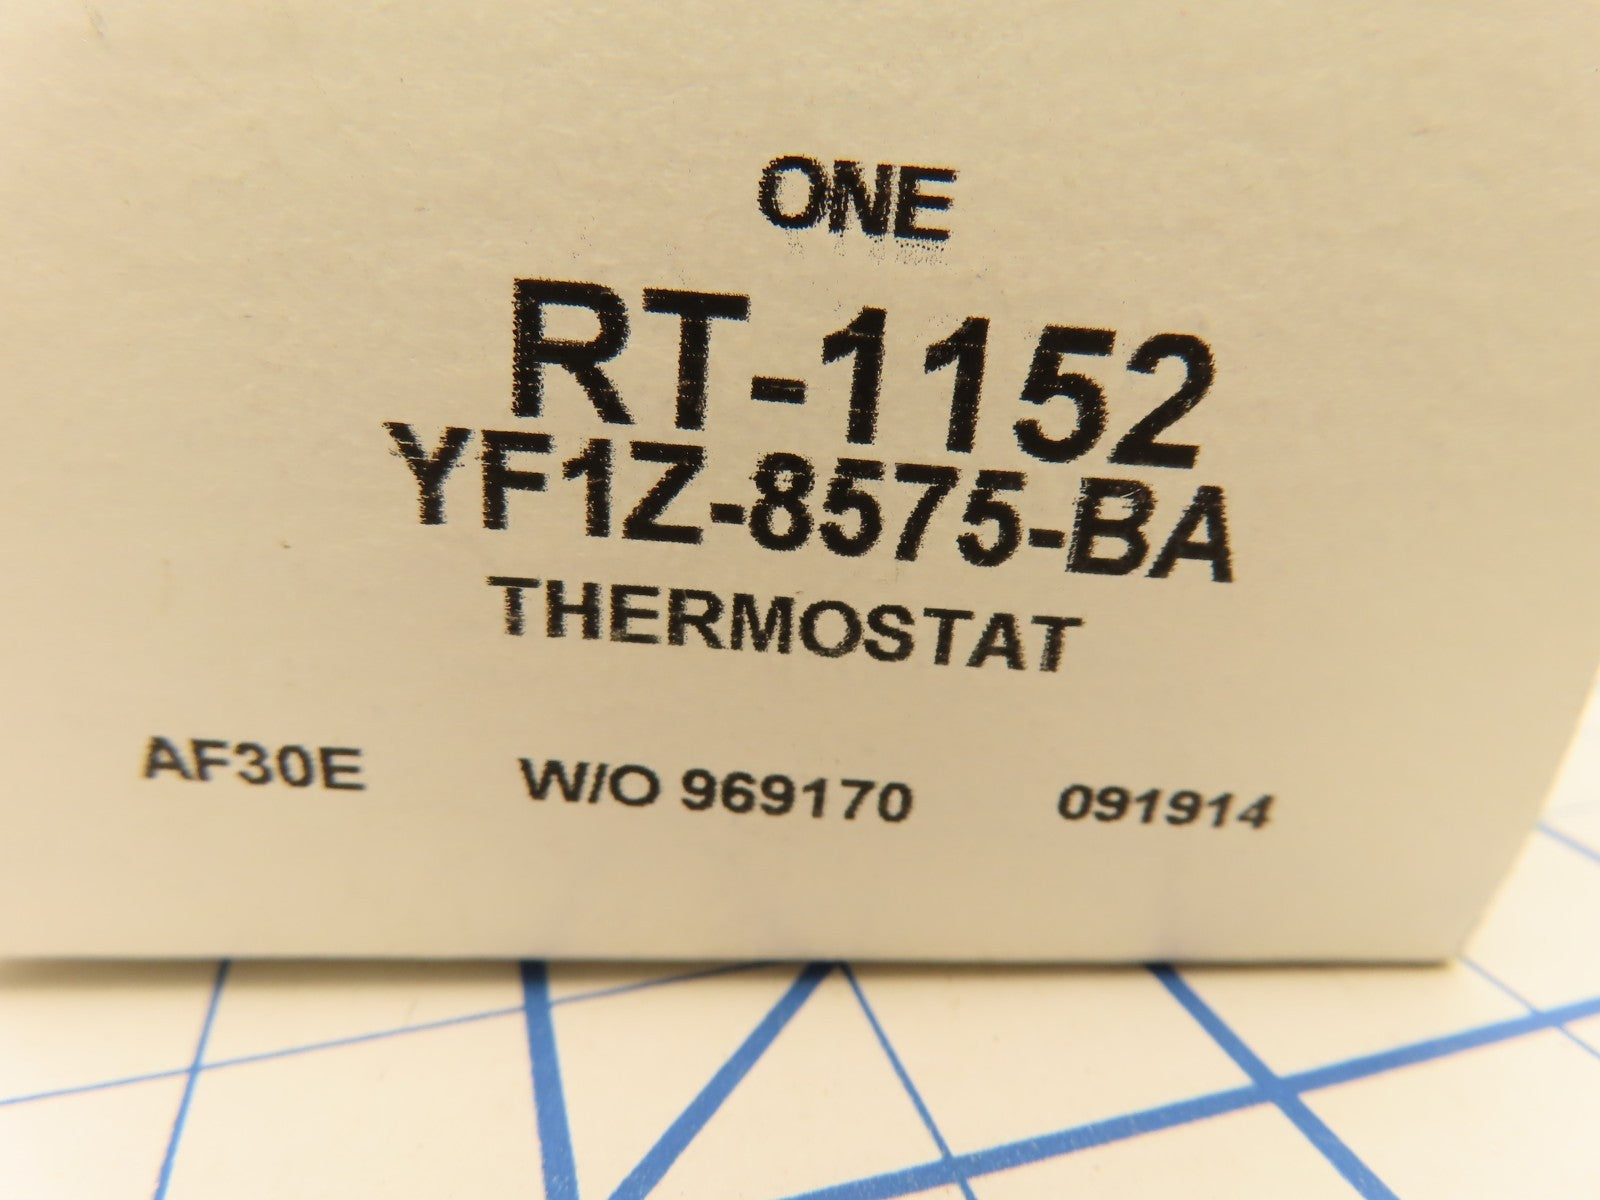 ONE
RT-1152
YF1Z-8575-BA
THERMOSTAT
AF30E W/O 969170 091914